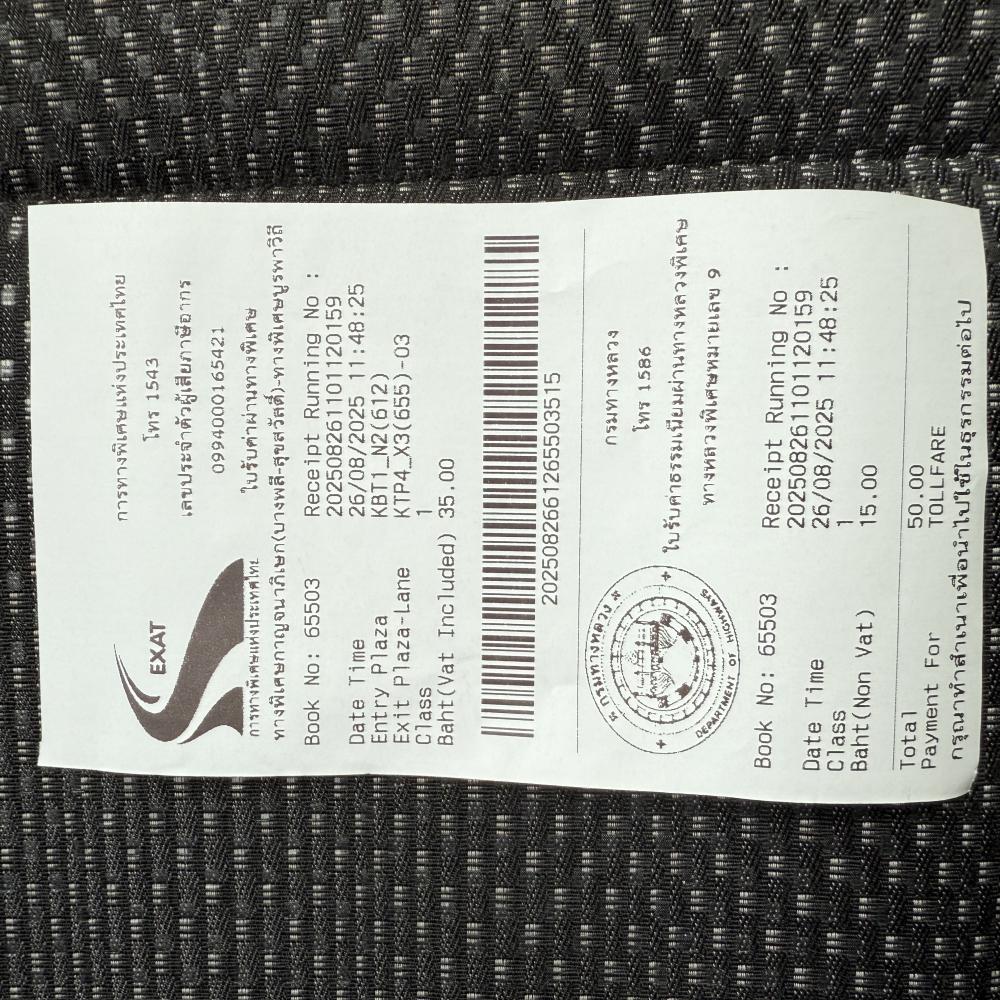 การทางพิเศษแห่งประเทศไทย
โทร 1543
เลขประจำตัวผู้เสียภาษีอากร
0994000165421
ใบรับค่าผ่านทางพิเศษ
EXAT
การทางพิเศษแห่งประเทศไทย
ทางพิเศษกาญจนาภิเษก(บางพลี-สุขสวัสดิ์)-ทางพิเศษบูรพาวิถี
Book No: 65503 Receipt Running No :
202508261101120159
Date Time 26/08/2025 11:48:25
Entry Plaza KBT1_N2(612)
Exit Plaza-Lane KTP4_X3(655)-03
Class 1
Baht(Vat Included) 35.00
20250826612655503515
กรมทางหลวง
โทร 1586
ใบรับค่าธรรมเนียมผ่านทางหลวงพิเศษ
ทางหลวงพิเศษหมายเลข 9
กรมทางหลวง
DEPARTMENT OF HIGHWAYS
Book No: 65503 Receipt Running No :
202508261101120159
Date Time 26/08/2025 11:48:25
Class 1
Baht(Non Vat) 15.00
Total 50.00
Payment For TOLLFARE
กรุณาทำสำเนาเพื่อนำไปใช้ในธุรกรรมต่อไป